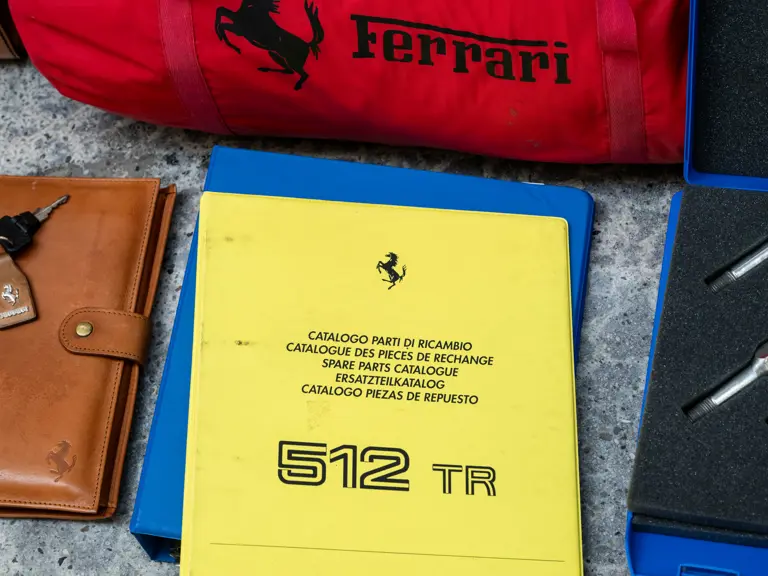 Ferrari
CATALOGO PARTI DI RICAMBIO
CATALOGUE DES PIECES DE RECHANGE
SPARE PARTS CATALOGUE
ERSATZTEILKATALOG
CATALOGO PIEZAS DE REPUESTO
512 TR